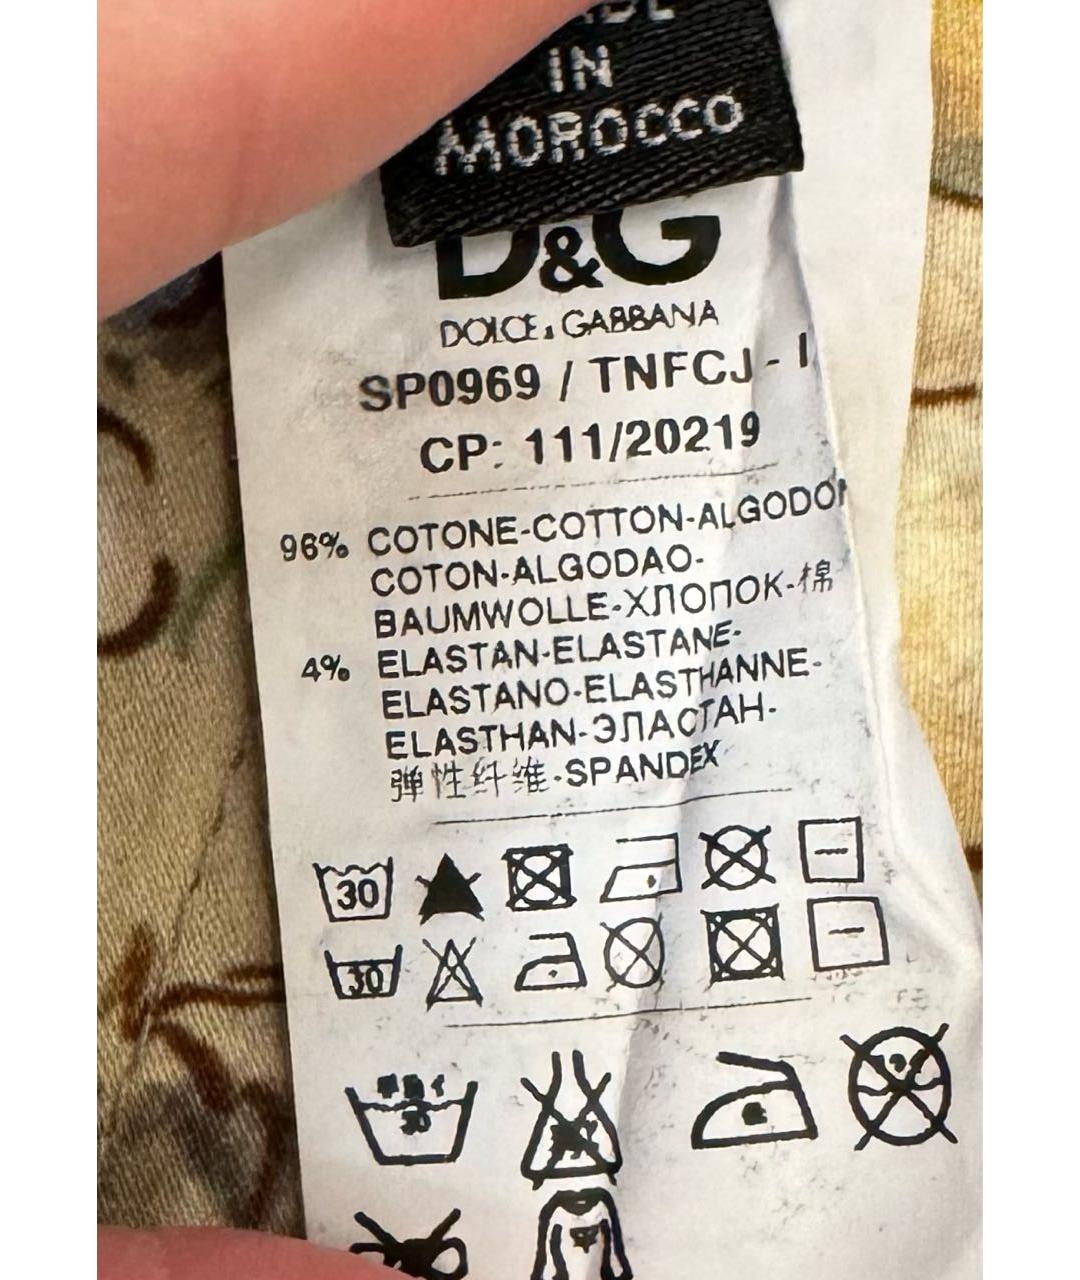 IN
MOROCCO
D&G
DOLCE & GABBANA
SP0969 / TNFCJ - I
CP: 111/20219
96% COTONE-COTTON-ALGODON
COTON-ALGODAO-
BAUMWOLLE-ХЛОПОК-棉
4% ELASTAN-ELASTANE-
ELASTANO-ELASTHANNE-
ELASTHAN-ЭЛАСТАН-
弹性纤维-SPANDEX
30
30
30